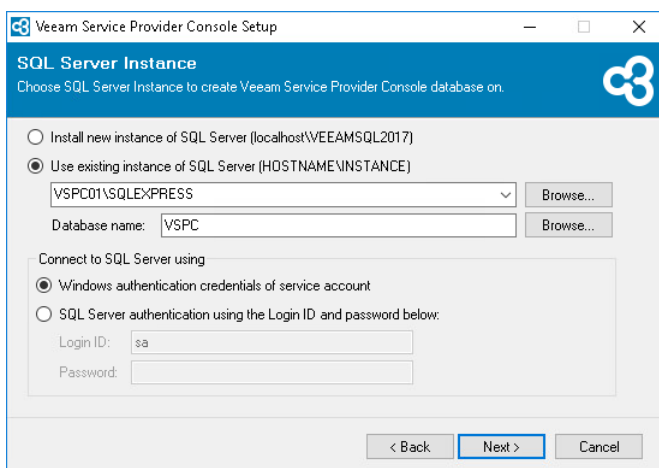 Veeam Service Provider Console Setup
SQL Server Instance
Choose SQL Server Instance to create Veeam Service Provider Console database on.
Install new instance of SQL Server (localhost\VEEAMSQL2017)
Use existing instance of SQL Server (HOSTNAME\INSTANCE)
VSPC01\SQLEXPRESS
Browse...
Database name: VSPC
Browse...
Connect to SQL Server using
Windows authentication credentials of service account
SQL Server authentication using the Login ID and password below:
Login ID: sa
Password:
< Back Next > Cancel